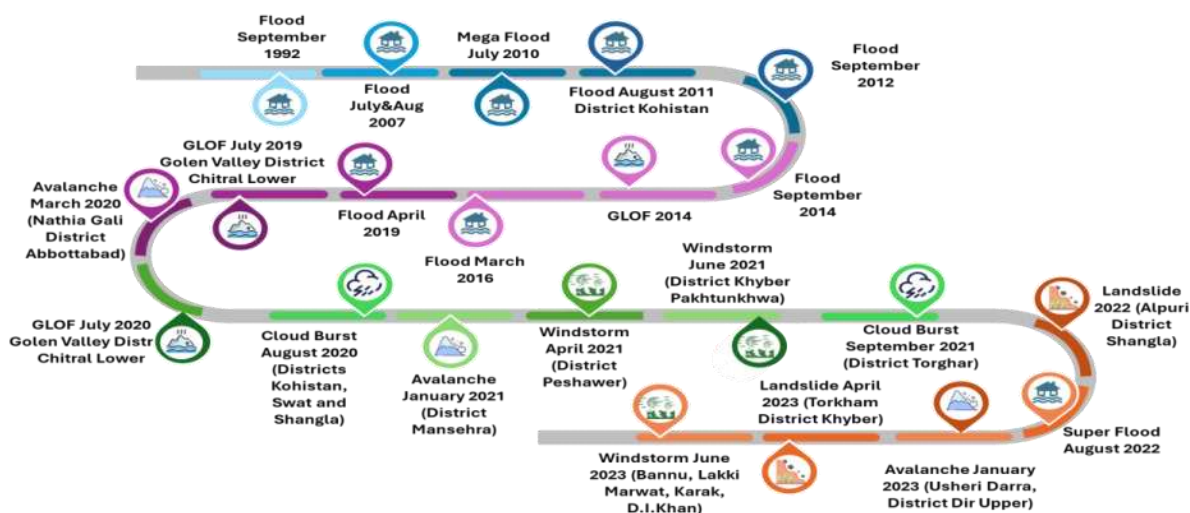 Flood
September
1992
Flood
July&Aug
2007
Mega Flood
July 2010
Flood August 2011
District Kohistan
Flood
September
2012
Flood
September
2014
GLOF 2014
Flood March
2016
Flood April
2019
GLOF July 2019
Golen Valley District
Chitral Lower
Avalanche
March 2020
(Nathia Gali
District
Abbottabad)
GLOF July 2020
Golen Valley Distr
Chitral Lower
Cloud Burst
August 2020
(Districts
Kohistan,
Swat and
Shangla)
Avalanche
January 2021
(District
Mansehra)
Windstorm
April 2021
(District
Peshawer)
Windstorm
June 2021
(District Khyber
Pakhtunkhwa)
Cloud Burst
September 2021
(District Torghar)
Landslide
2022 (Alpuri
District
Shangla)
Super Flood
August 2022
Avalanche January
2023 (Usheri Darra,
District Dir Upper)
Landslide April
2023 (Torkham
District Khyber)
Windstorm June
2023 (Bannu, Lakki
Marwat, Karak,
D.I.Khan)